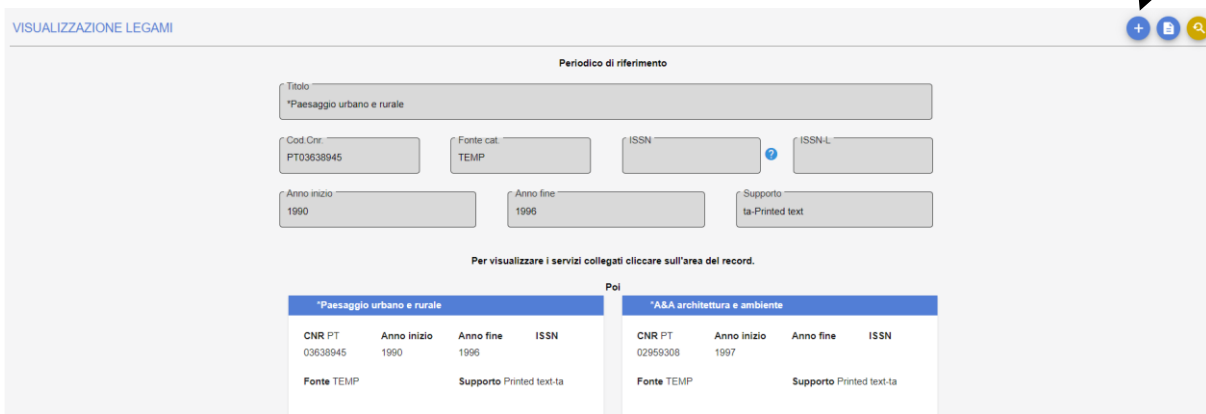 VISUALIZZAZIONE LEGAMI
Periodico di riferimento
Titolo
*Paesaggio urbano e rurale
Cod.Cnr. Fonte cat. ISSN ISSN-L
PT03638945 TEMP
?
Anno inizio Anno fine Supporto
1990 1996 ta-Printed text
Per visualizzare i servizi collegati cliccare sull'area del record.
Poi
*Paesaggio urbano e rurale *A&A architettura e ambiente
CNR PT Anno inizio Anno fine ISSN CNR PT Anno inizio Anno fine ISSN
03638945 1990 1996 02959308 1997
Fonte TEMP Supporto Printed text-ta Fonte TEMP Supporto Printed text-ta